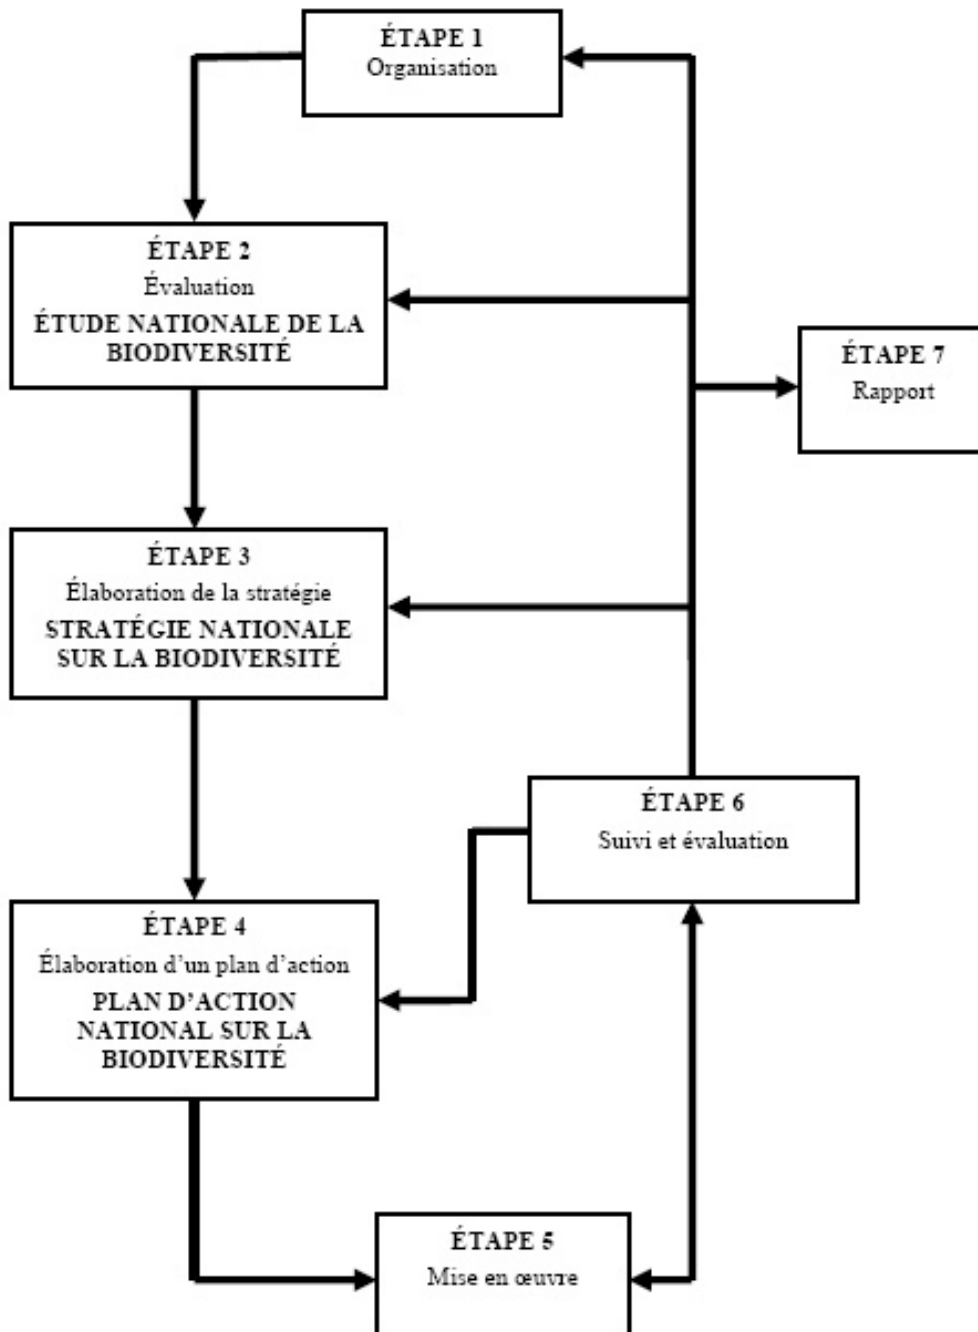 ÉTAPE 1
Organisation
ÉTAPE 2
Évaluation
ÉTUDE NATIONALE DE LA
BIODIVERSITÉ
ÉTAPE 7
Rapport
ÉTAPE 3
Élaboration de la stratégie
STRATÉGIE NATIONALE
SUR LA BIODIVERSITÉ
ÉTAPE 6
Suivi et évaluation
ÉTAPE 4
Élaboration d’un plan d’action
PLAN D’ACTION
NATIONAL SUR LA
BIODIVERSITÉ
ÉTAPE 5
Mise en œuvre